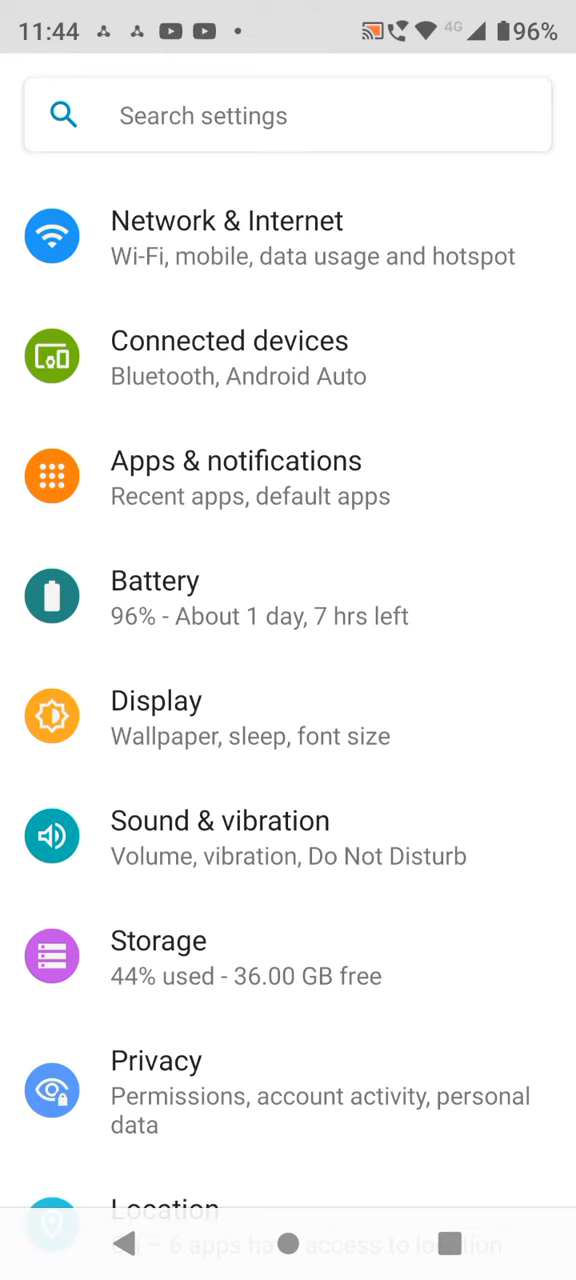 11:44
4G
96%
Search settings
Network & Internet
Wi-Fi, mobile, data usage and hotspot
Connected devices
Bluetooth, Android Auto
Apps & notifications
Recent apps, default apps
Battery
96% - About 1 day, 7 hrs left
Display
Wallpaper, sleep, font size
Sound & vibration
Volume, vibration, Do Not Disturb
Storage
44% used - 36.00 GB free
Privacy
Permissions, account activity, personal
data
Location
– 6 apps access to